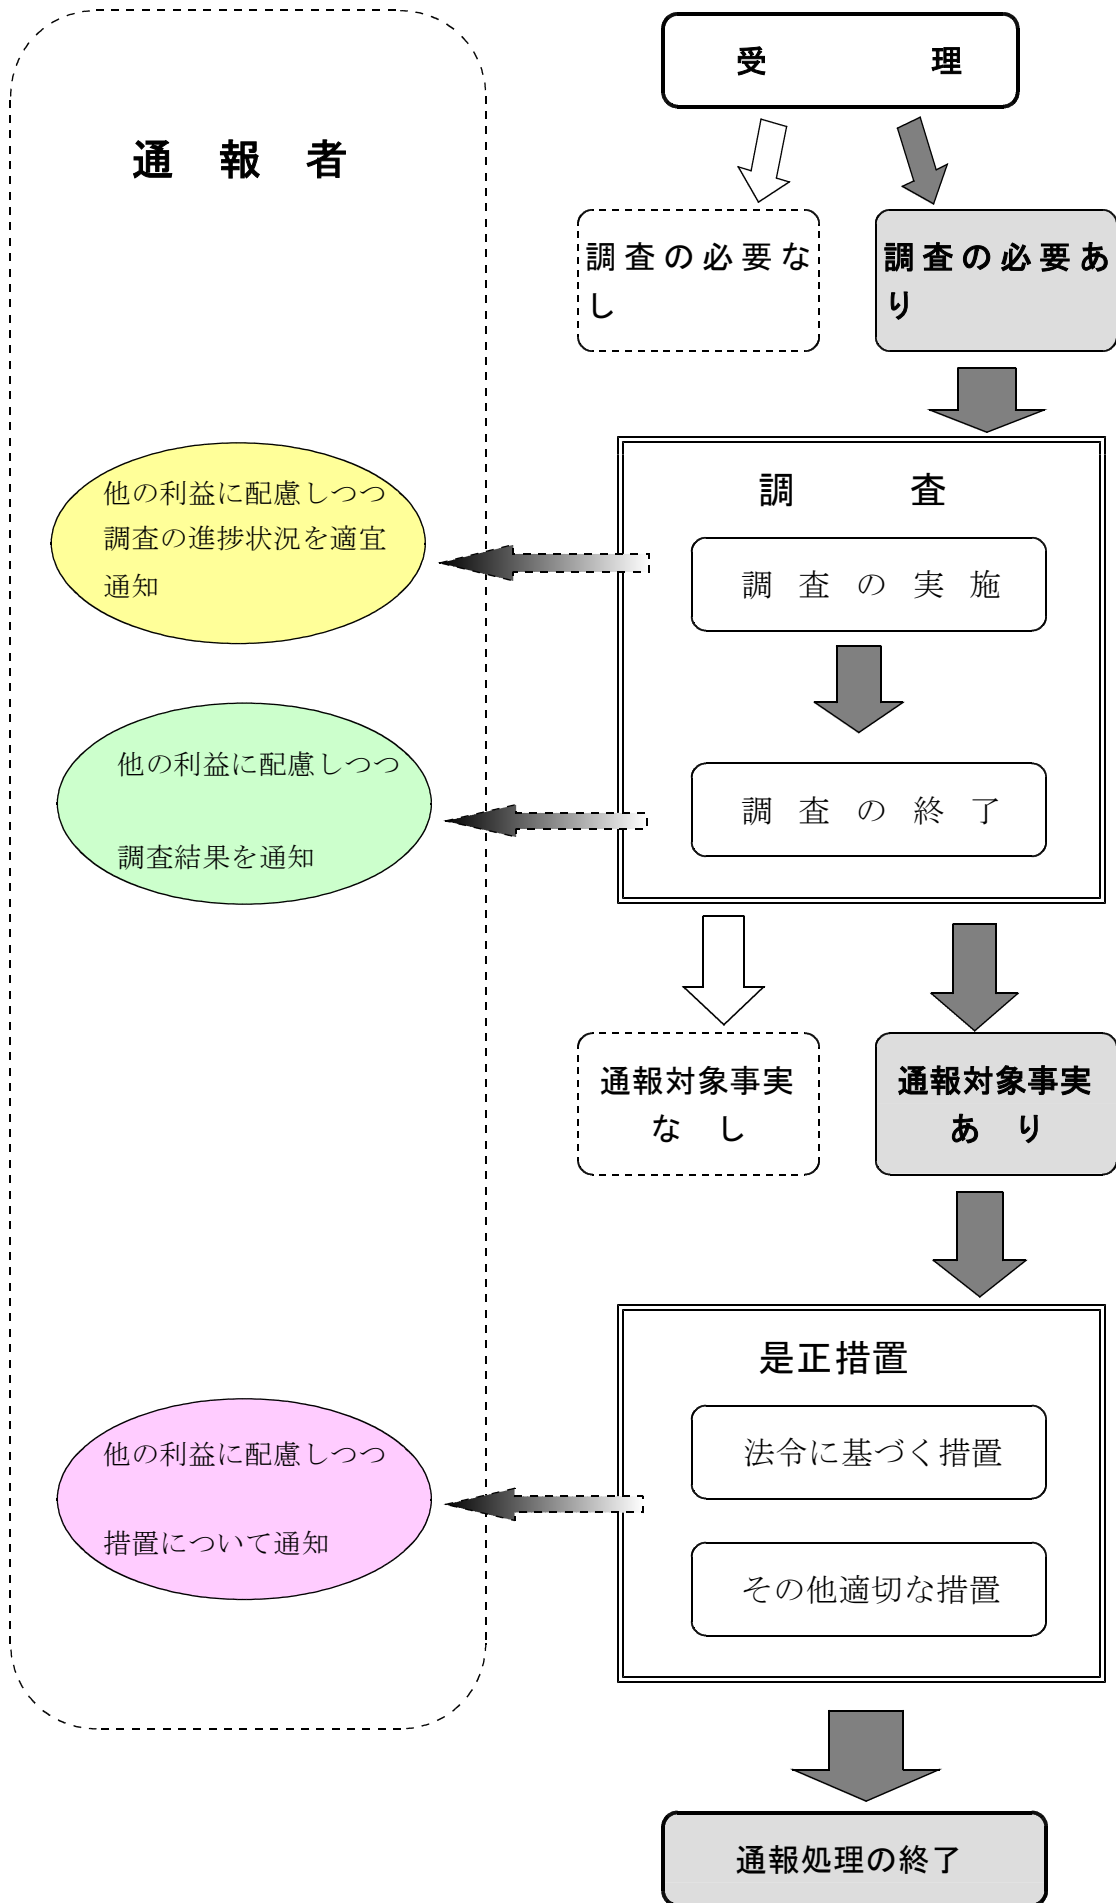 受理
通報者
調査の必要な
し
調査の必要あ
り
他の利益に配慮しつつ
調査の進捗状況を適宜
通知
調査
調査の実施
他の利益に配慮しつつ
調査結果を通知
調査の終了
通報対象事実
なし
通報対象事実
あり
是正措置
他の利益に配慮しつつ
措置について通知
法令に基づく措置
その他適切な措置
通報処理の終了